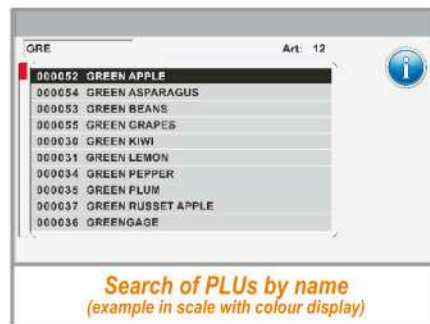 GRE Art: 12
000052 GREEN APPLE
000054 GREEN ASPARAGUS
000053 GREEN BEANS
000055 GREEN GRAPES
000030 GREEN KIWI
000031 GREEN LEMON
000034 GREEN PEPPER
000035 GREEN PLUM
000037 GREEN RUSSET APPLE
000036 GREENGAGE
Search of PLUs by name
(example in scale with colour display)